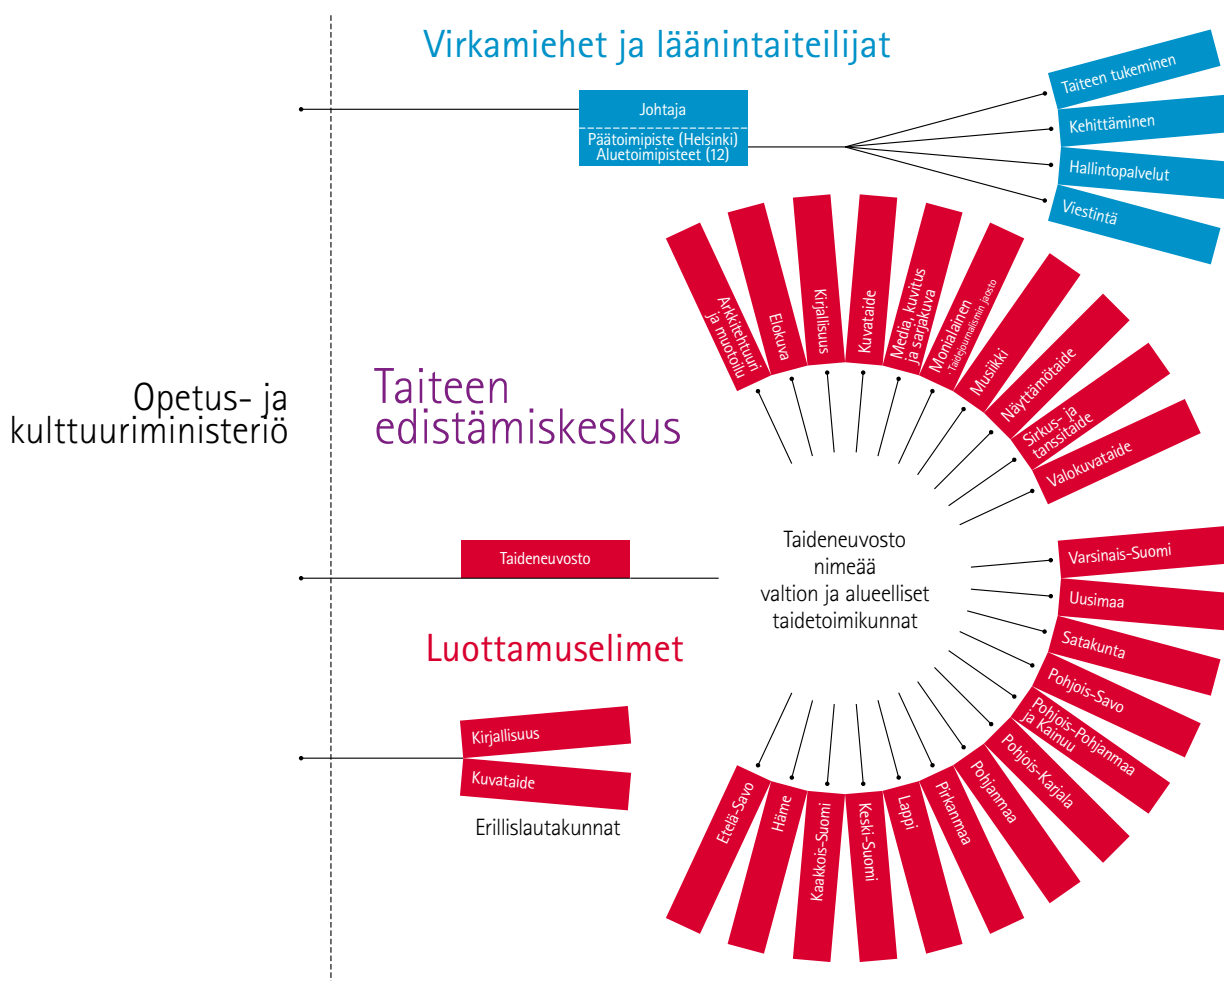 Virkamiehet ja läänintaiteilijat
Johtaja
Päätoimipiste (Helsinki)
Aluetoimipisteet (12)
Taiteen tukeminen
Kehittäminen
Hallintopalvelut
Viestintä
Opetus- ja
kulttuuriministeriö
Taiteen
edistämiskeskus
Arkkitehtuuri
ja muotoilu
Elokuva
Kirjallisuus
Kuvataide
Media, kuvitus
ja sarjakuva
Monialainen
-Taidejournalismin jaosto
Musiikki
Näyttämötaide
Sirkus- ja
tanssitaide
Valokuvataide
Taideneuvosto
Taideneuvosto
nimeää
valtion ja alueelliset
taidetoimikunnat
Luottamuselimet
Kirjallisuus
Kuvataide
Erillislautakunnat
Varsinais-Suomi
Uusimaa
Satakunta
Pohjois-Savo
Pohjois-Pohjanmaa
ja Kainuu
Pohjois-Karjala
Pohjanmaa
Pirkanmaa
Lappi
Keski-Suomi
Kaakkois-Suomi
Häme
Etelä-Savo